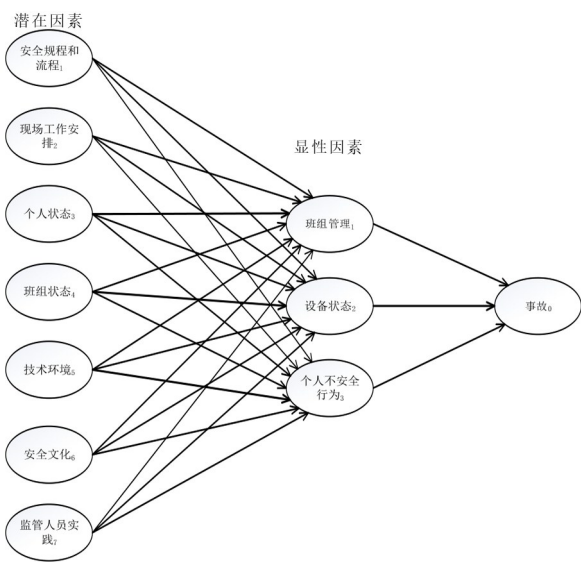 潜在因素
安全规程和
流程₁
现场工作安
排₂
个人状态₃
班组状态₄
技术环境₅
安全文化₆
监管人员实
践₇
显性因素
班组管理₁
设备状态₂
个人不安全
行为₃
事故₀